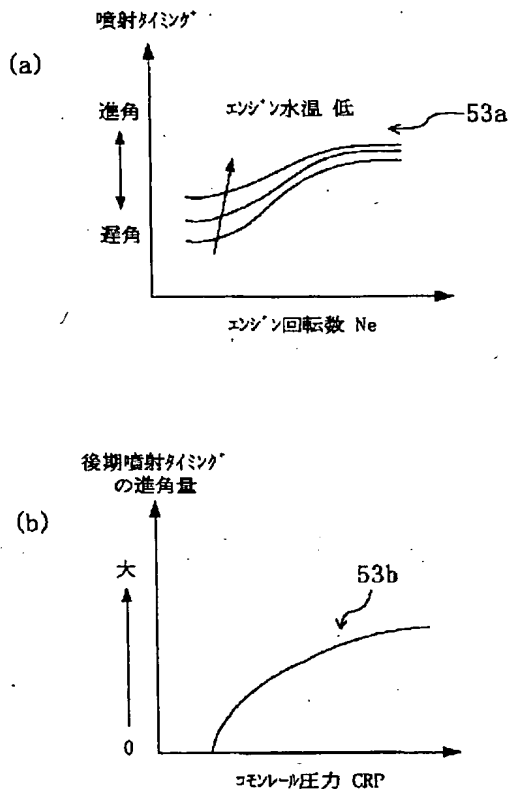 噴射ﾀｲﾐﾝｸﾞ
(a)
進角
ｴﾝｼﾞﾝ水温 低
53a
遅角
ｴﾝｼﾞﾝ回転数 Ne
後期噴射ﾀｲﾐﾝｸﾞ
の進角量
(b)
大
53b
0
ｺﾓﾝﾚｰﾙ圧力 CRP